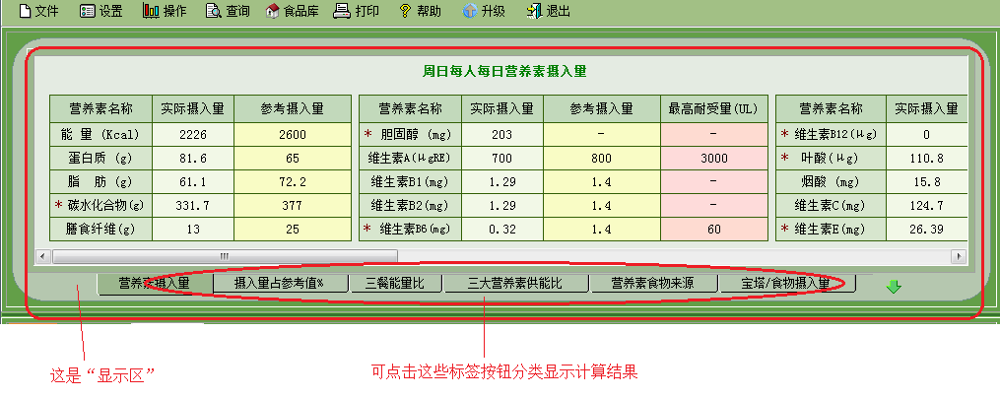 文件 设置 操作 查询 食品库 打印 帮助 升级 退出
周日每人每日营养素摄入量
营养素名称 实际摄入量 参考摄入量 营养素名称 实际摄入量 参考摄入量 最高耐受量(UL) 营养素名称 实际摄入量
能 量 (Kcal) 2226 2600 * 胆固醇 (mg) 203 - - * 维生素B12(μg) 0
蛋白质 (g) 81.6 65 维生素A(μgRE) 700 800 3000 * 叶酸(μg) 110.8
脂 肪 (g) 61.1 72.2 维生素B1(mg) 1.29 1.4 - 烟酸 (mg) 15.8
* 碳水化合物(g) 331.7 377 维生素B2(mg) 1.29 1.4 - 维生素C(mg) 124.7
膳食纤维(g) 13 25 * 维生素B6(mg) 0.32 1.4 60 * 维生素E(mg) 26.39
营养素摄入量 摄入量占参考值% 三餐能量比 三大营养素供能比 营养素食物来源 宝塔/食物摄入量
这是“显示区” 可点击这些标签按钮分类显示计算结果